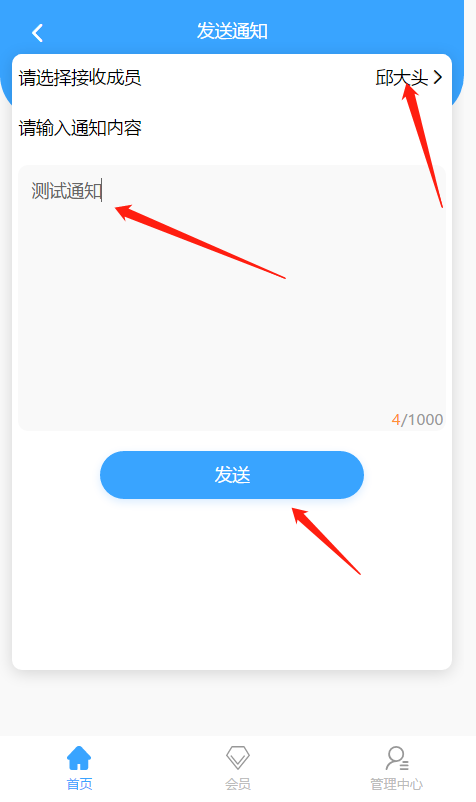 发送通知
请选择接收成员 邱大头
请输入通知内容
测试通知
4/1000
发送
首页 会员 管理中心